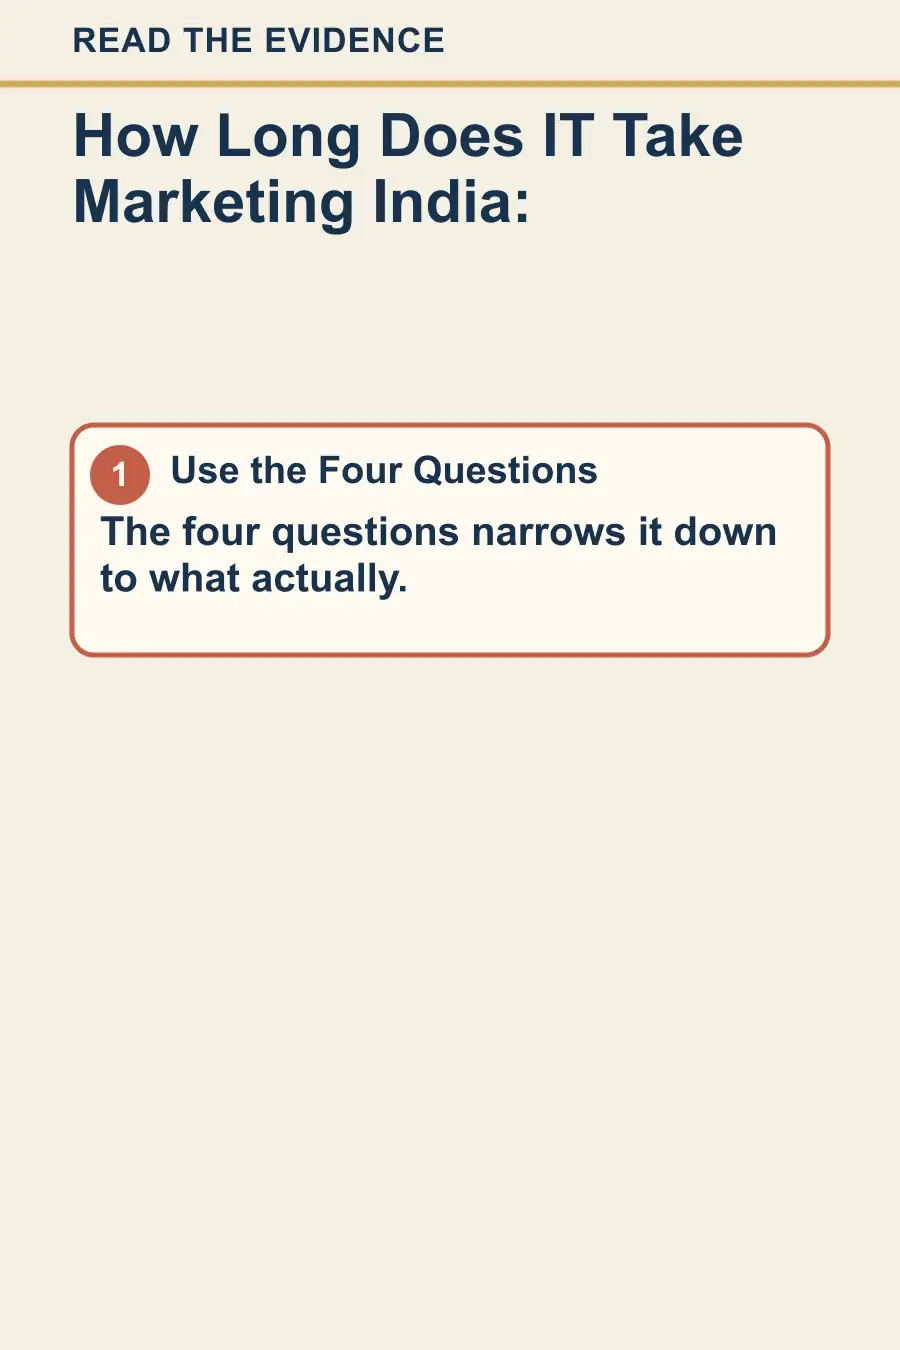 READ THE EVIDENCE
How Long Does IT Take
Marketing India:
1 Use the Four Questions
The four questions narrows it down
to what actually.